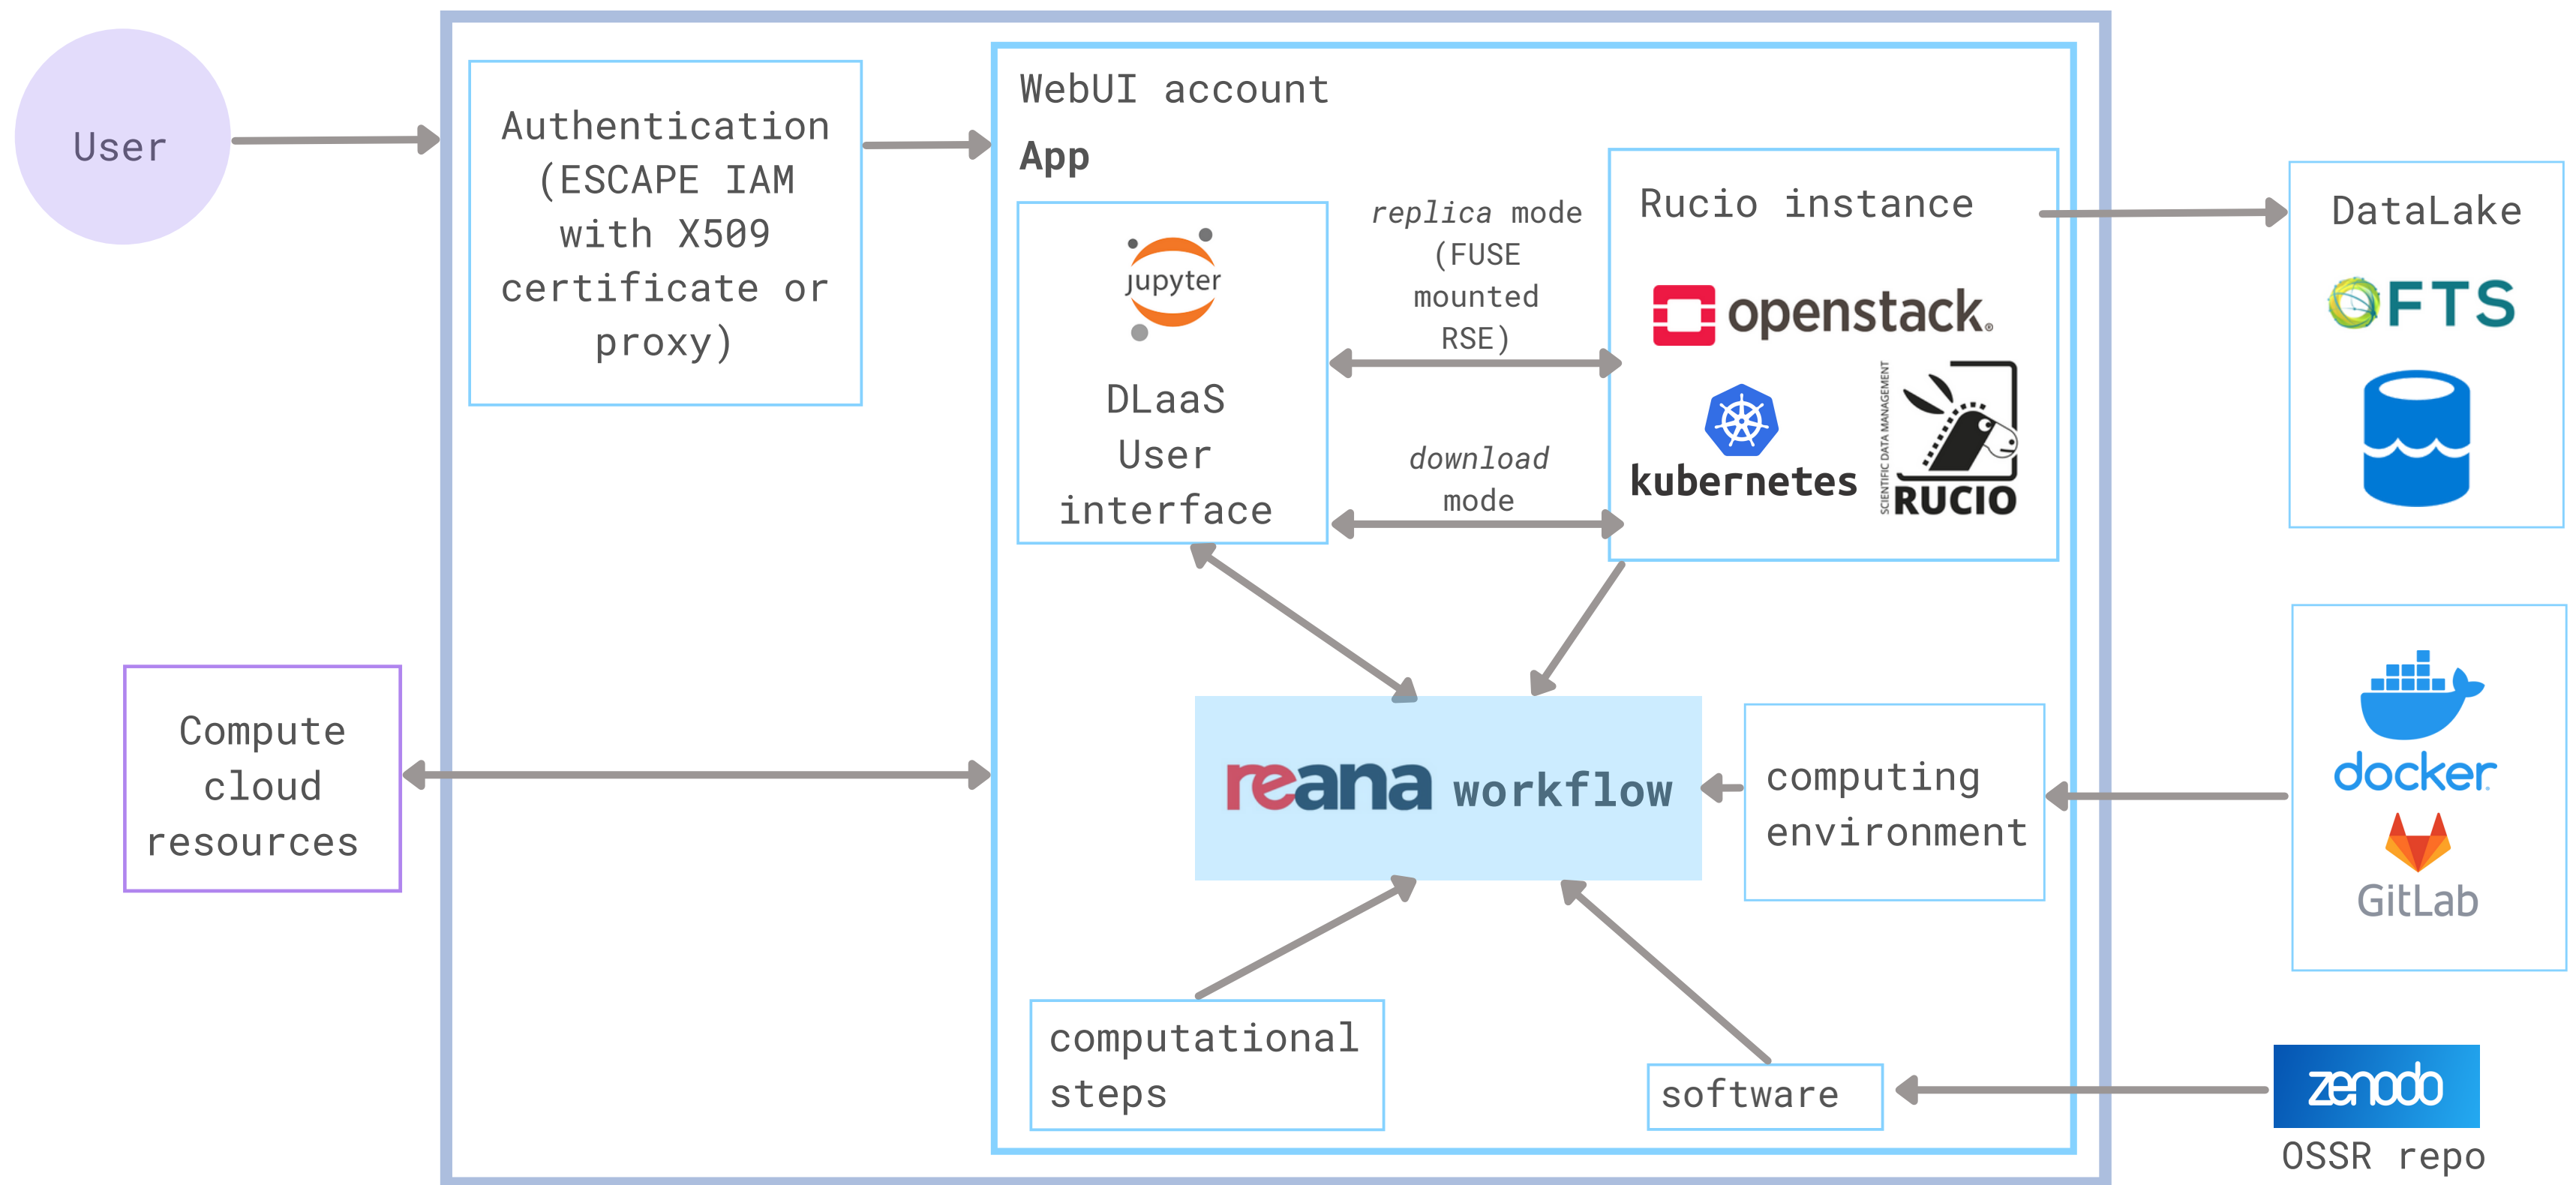 User
Authentication
(ESCAPE IAM
with X509
certificate or
proxy)
WebUI account
App
jupyter
DLaaS
User
interface
replica mode
(FUSE
mounted
RSE)
download
mode
Rucio instance
openstack.®
kubernetes
SCIENTIFIC DATA MANAGEMENT
RUCIO
DataLake
FTS
Compute
cloud
resources
reana workflow
computing
environment
docker
GitLab
computational
steps
software
zenodo
OSSR repo